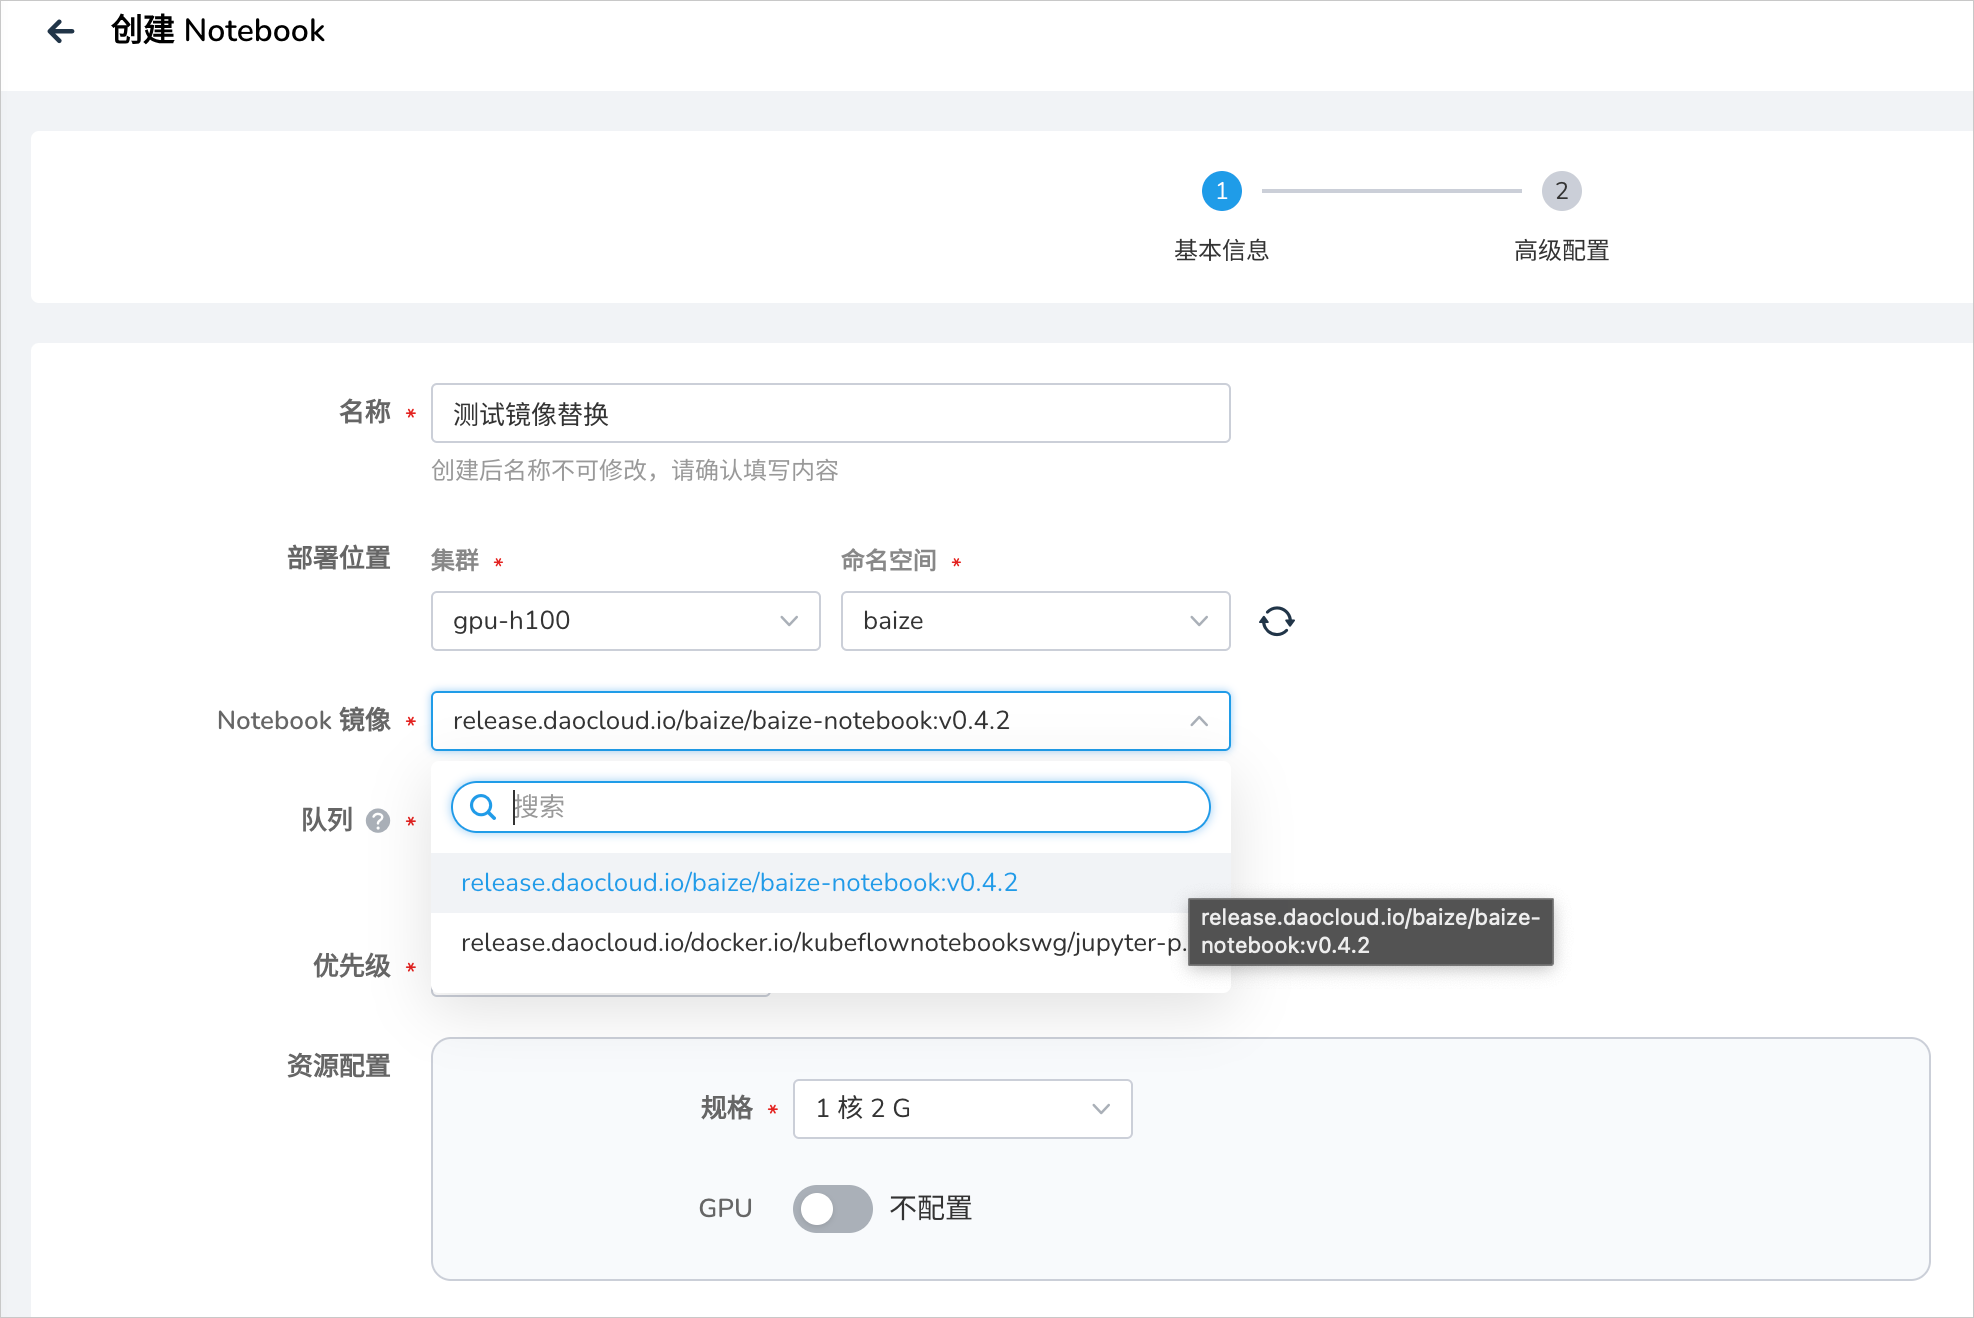 创建 Notebook
1
2
基本信息
高级配置
名称 *
测试镜像替换
创建后名称不可修改，请确认填写内容
部署位置
集群 *
命名空间 *
gpu-h100
baize
Notebook 镜像 *
release.daocloud.io/baize/baize-notebook:v0.4.2
搜索
队列 ? *
release.daocloud.io/baize/baize-notebook:v0.4.2
release.daocloud.io/docker.io/kubeflownotebookswg/jupyter-p.
release.daocloud.io/baize/baize-
notebook:v0.4.2
优先级 *
资源配置
规格 *
1 核 2 G
GPU
不配置